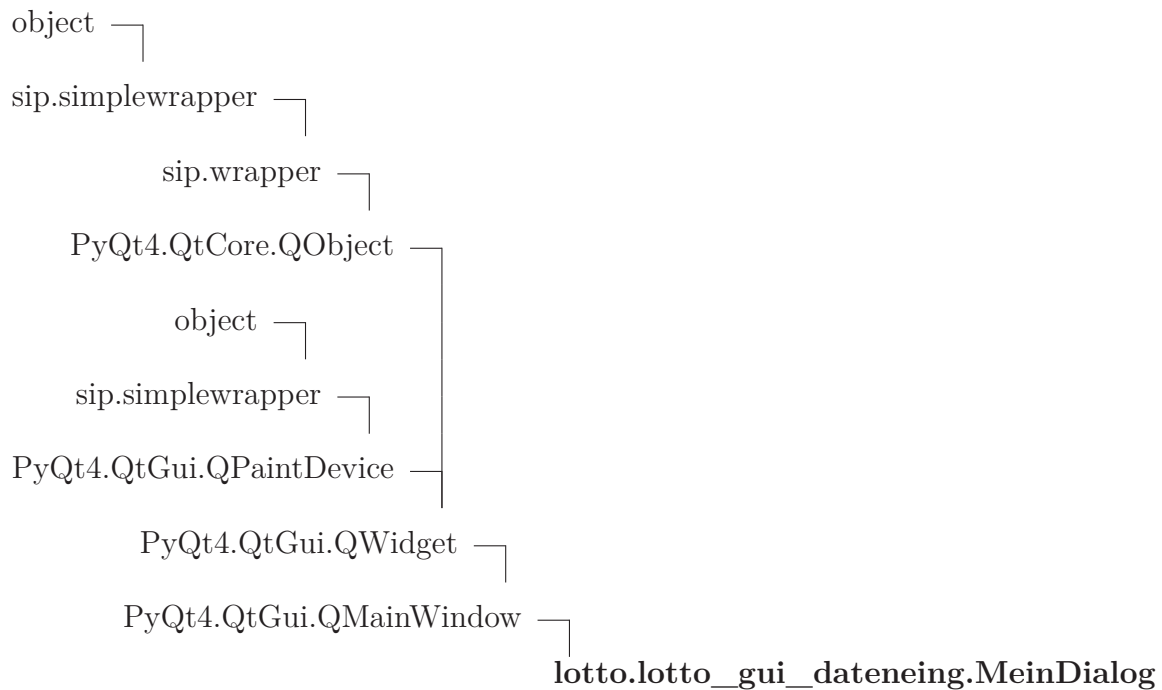 object
sip.simplewrapper
sip.wrapper
PyQt4.QtCore.QObject
object
sip.simplewrapper
PyQt4.QtGui.QPaintDevice
PyQt4.QtGui.QWidget
PyQt4.QtGui.QMainWindow
lotto.lotto_gui_dateneing.MeinDialog